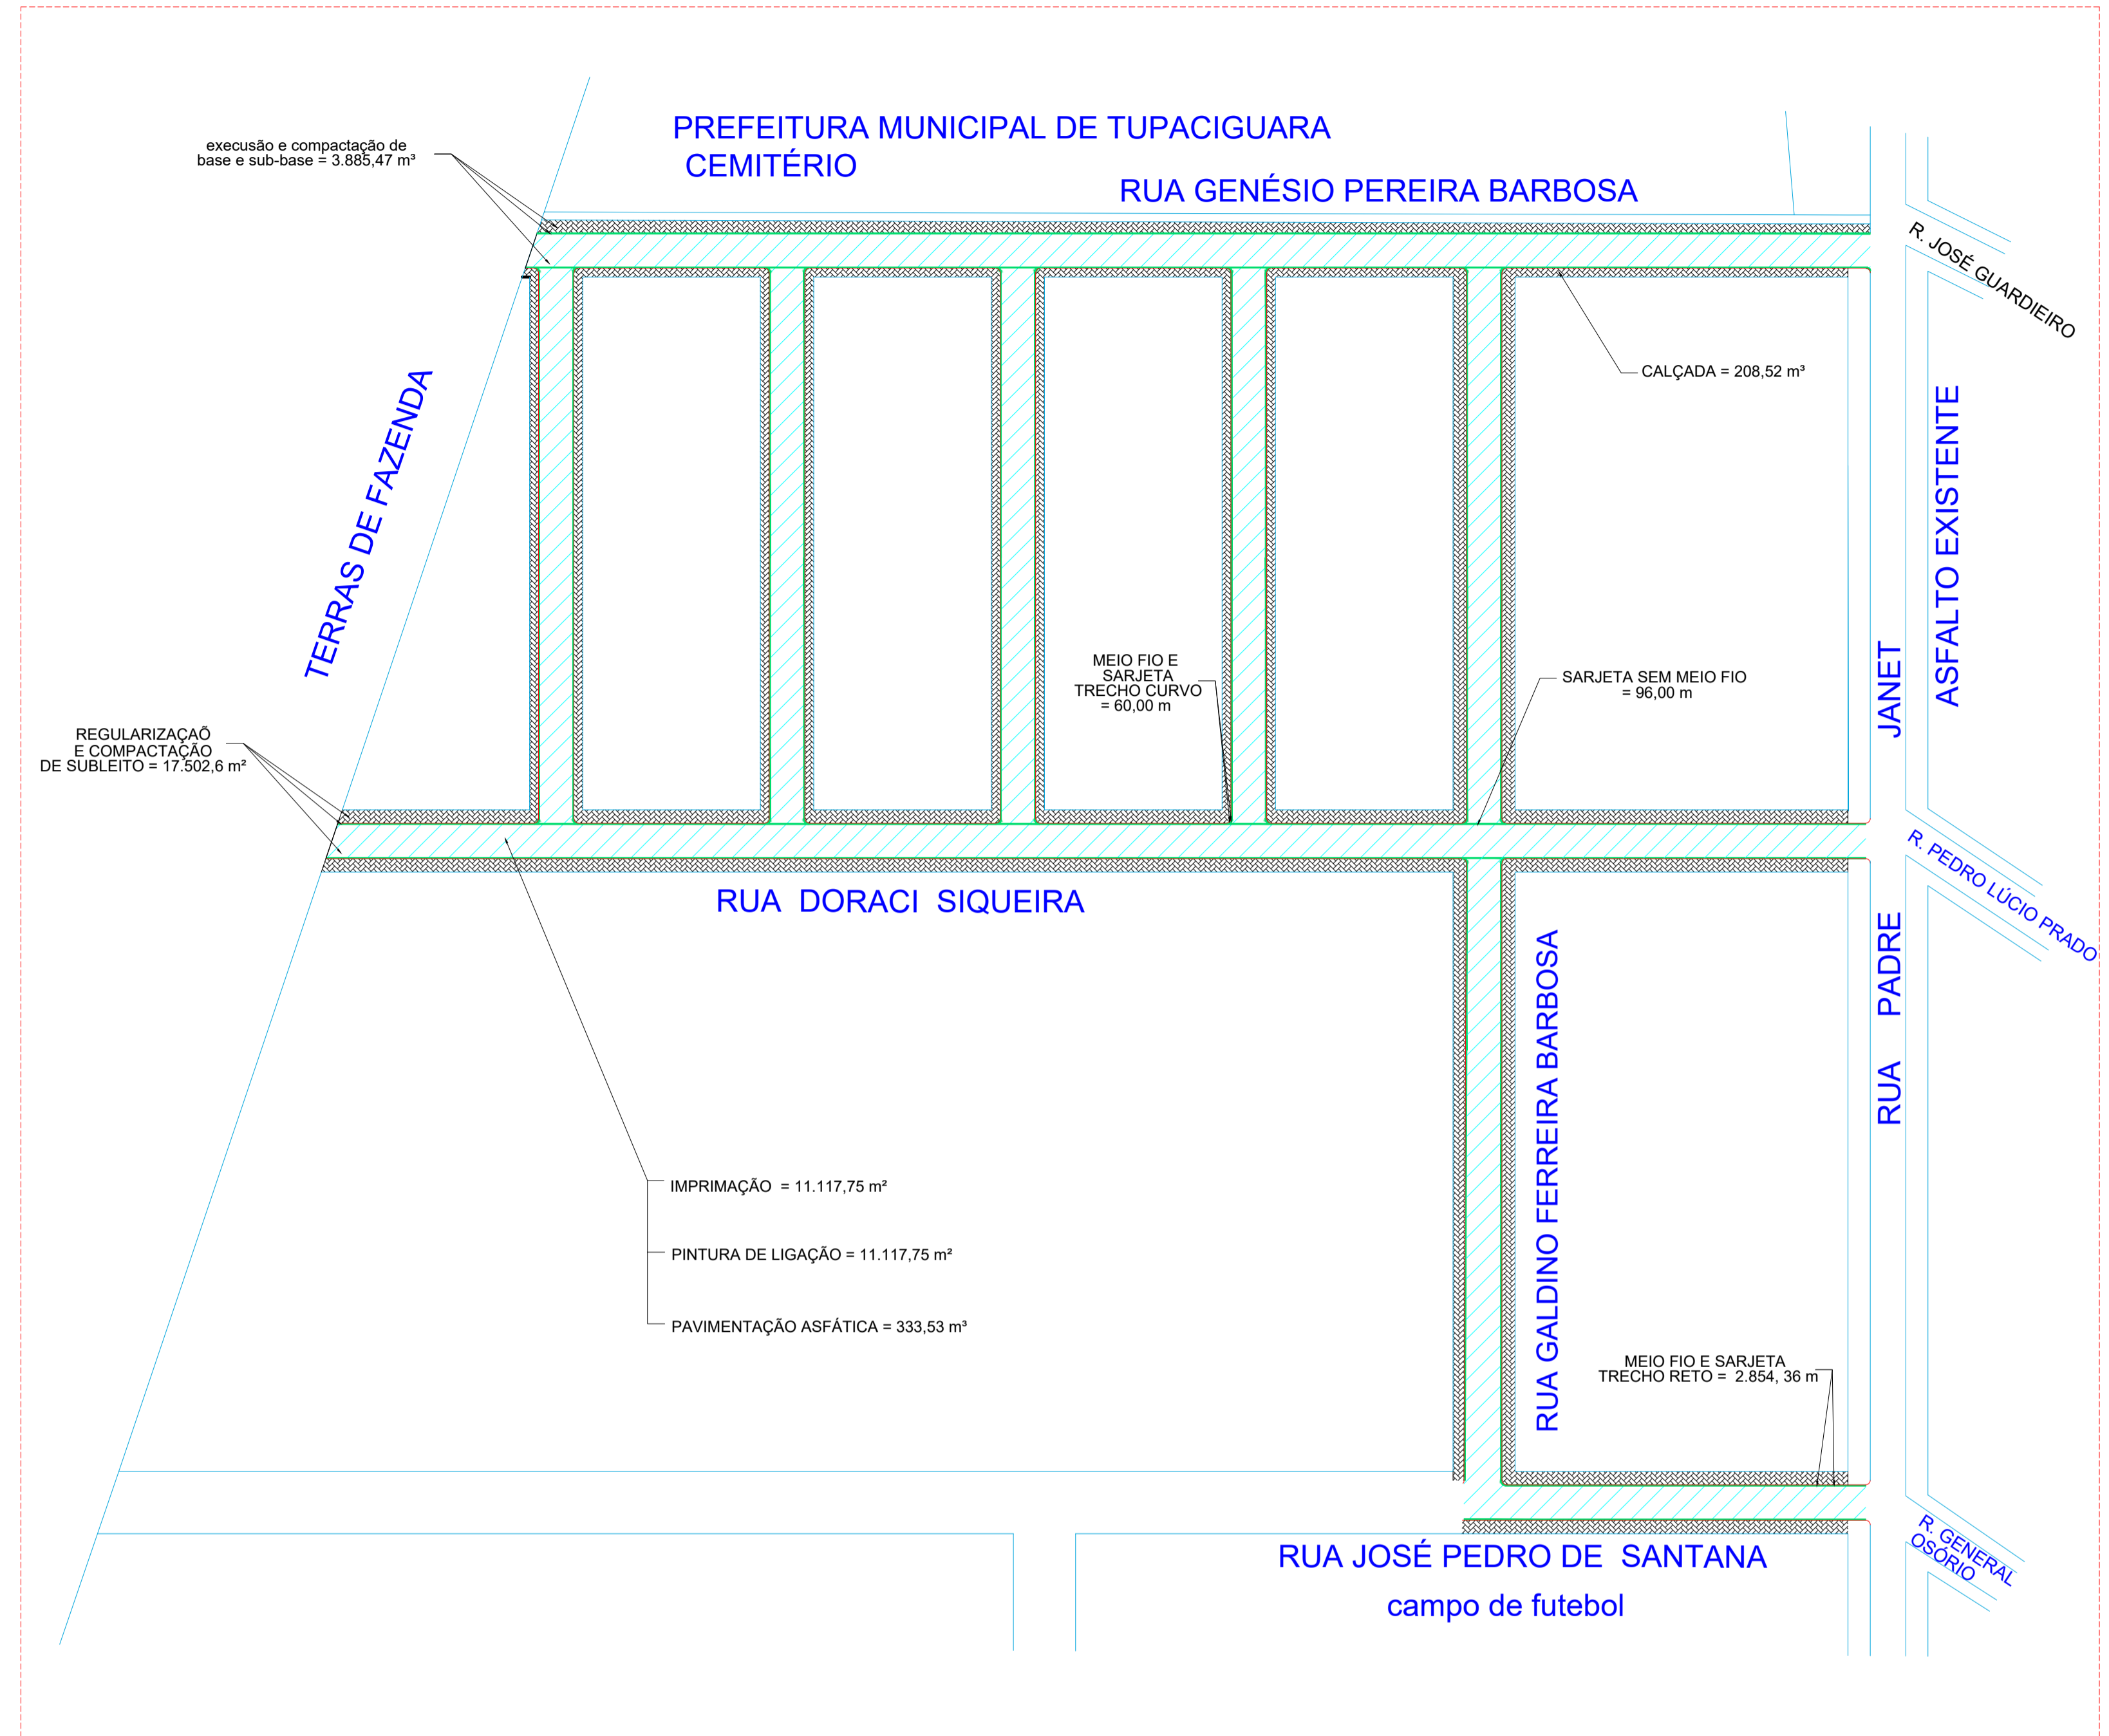 PREFEITURA MUNICIPAL DE TUPACIGUARA
CEMITÉRIO
execusão e compactação de
base e sub-base = 3.885,47 m³
RUA GENÉSIO PEREIRA BARBOSA
R. JOSÉ GUARDIEIRO
CALÇADA = 208,52 m³
TERRAS DE FAZENDA
ASFALTO EXISTENTE
MEIO FIO E
SARJETA
TRECHO CURVO
= 60,00 m
SARJETA SEM MEIO FIO
= 96,00 m
REGULARIZAÇAÕ
E COMPACTAÇÃO
DE SUBLEITO = 17.502,6 m²
RUA PADRE JANET
R. PEDRO LÚCIO PRADO
RUA DORACI SIQUEIRA
RUA GALDINO FERREIRA BARBOSA
IMPRIMAÇÃO = 11.117,75 m²
PINTURA DE LIGAÇÃO = 11.117,75 m²
PAVIMENTAÇÃO ASFÁTICA = 333,53 m³
MEIO FIO E SARJETA
TRECHO RETO = 2.854, 36 m
R. GENERAL
OSÓRIO
RUA JOSÉ PEDRO DE SANTANA
campo de futebol